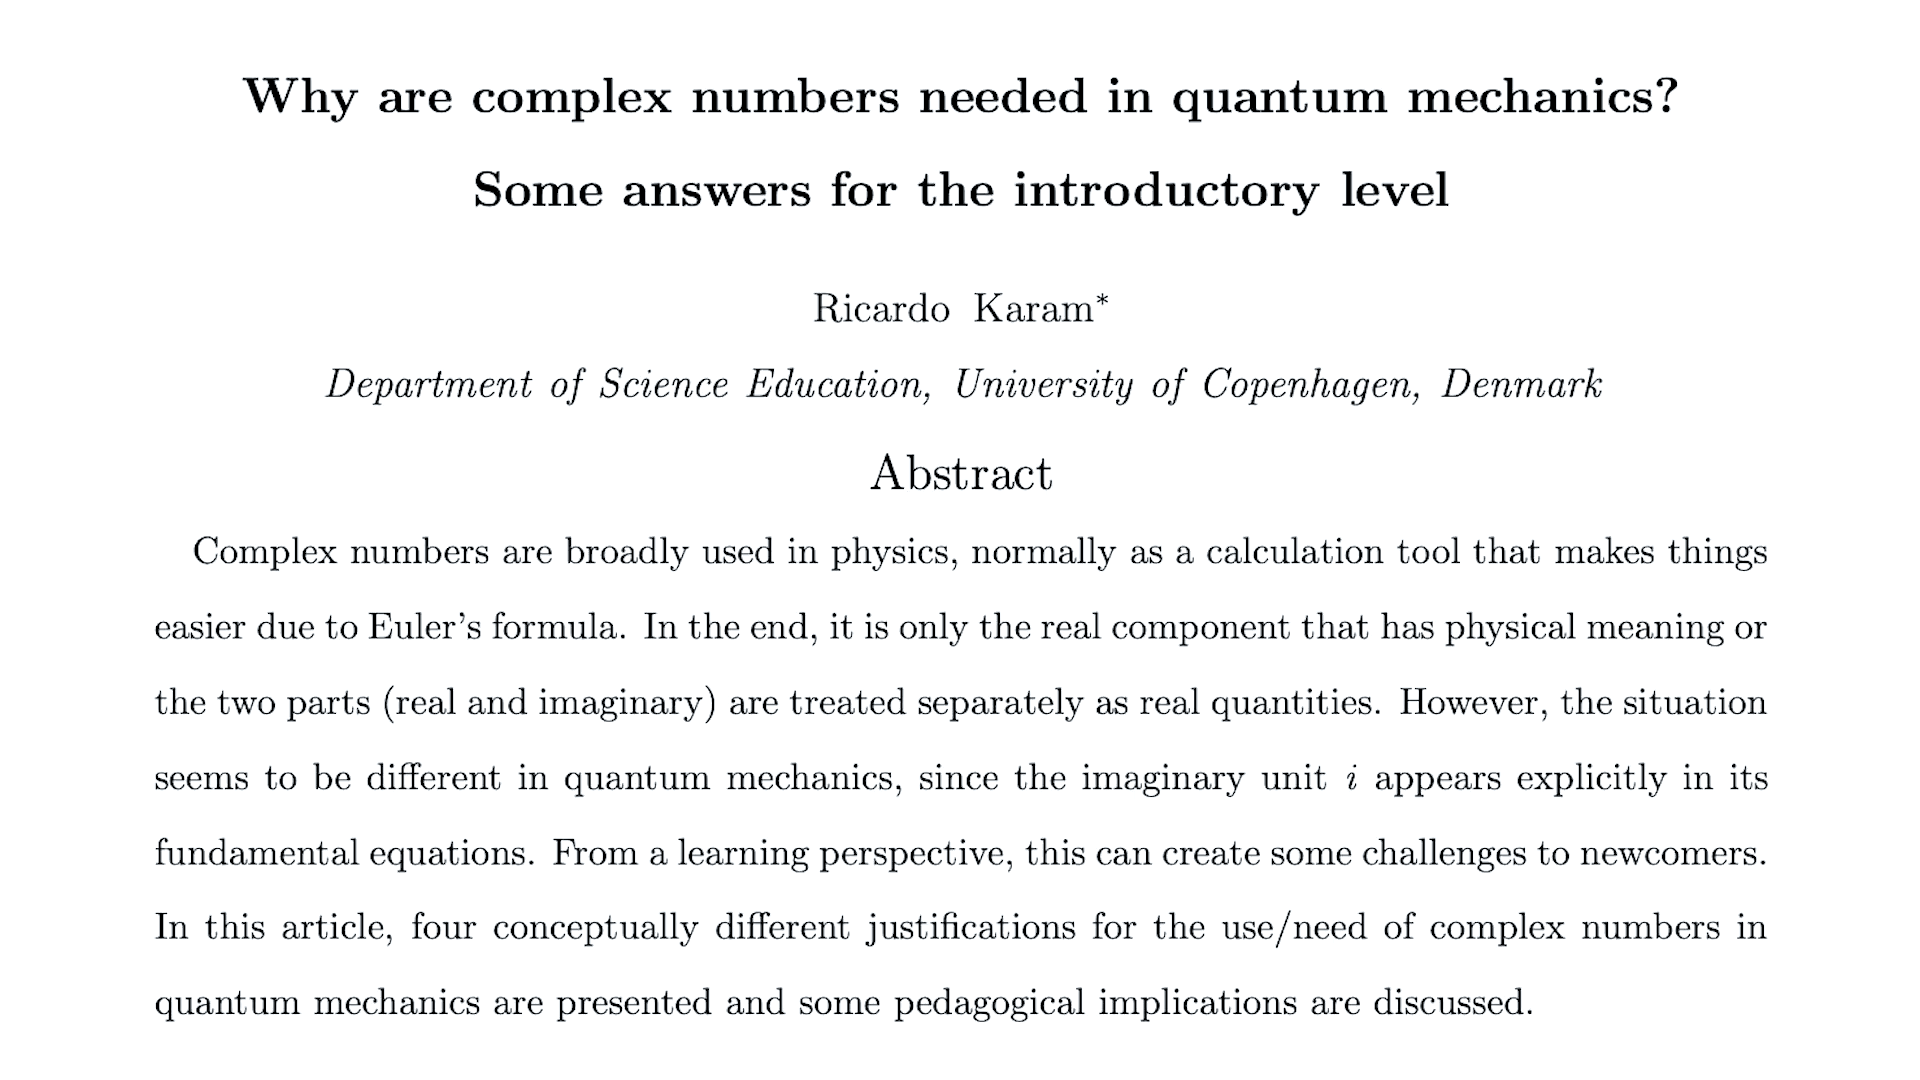 Why are complex numbers needed in quantum mechanics?
Some answers for the introductory level
Ricardo Karam*
Department of Science Education, University of Copenhagen, Denmark
Abstract
Complex numbers are broadly used in physics, normally as a calculation tool that makes things
easier due to Euler's formula. In the end, it is only the real component that has physical meaning or
the two parts (real and imaginary) are treated separately as real quantities. However, the situation
seems to be different in quantum mechanics, since the imaginary unit i appears explicitly in its
fundamental equations. From a learning perspective, this can create some challenges to newcomers.
In this article, four conceptually different justifications for the use/need of complex numbers in
quantum mechanics are presented and some pedagogical implications are discussed.